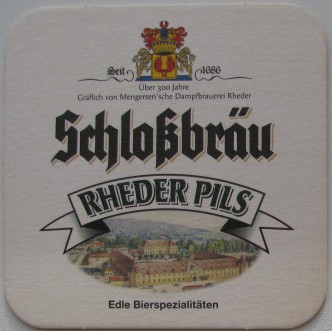 Seit 1686
Über 300 Jahre
Gräflich von Mengersen'sche Dampfbrauerei Rheder
Schloßbräu
RHEDER PILS
Edle Bierspezialitäten